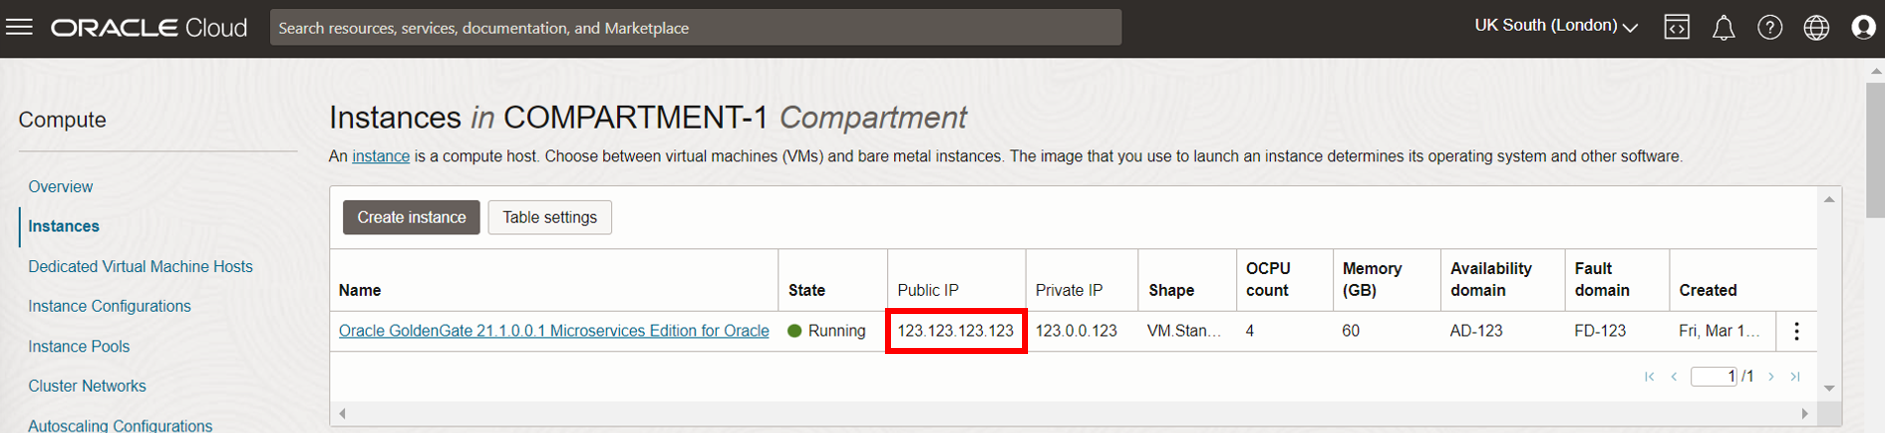 ORACLE Cloud
Search resources, services, documentation, and Marketplace
UK South (London)
Compute
Overview
Instances
Dedicated Virtual Machine Hosts
Instance Configurations
Instance Pools
Cluster Networks
Autoscaling Configurations
Instances in COMPARTMENT-1 Compartment
An instance is a compute host. Choose between virtual machines (VMs) and bare metal instances. The image that you use to launch an instance determines its operating system and other software.
Create instance Table settings
Name State Public IP Private IP Shape OCPU count Memory (GB) Availability domain Fault domain Created
Oracle GoldenGate 21.1.0.0.1 Microservices Edition for Oracle Running 123.123.123.123 123.0.0.123 VM.Stan... 4 60 AD-123 FD-123 Fri, Mar 1...
1 /1